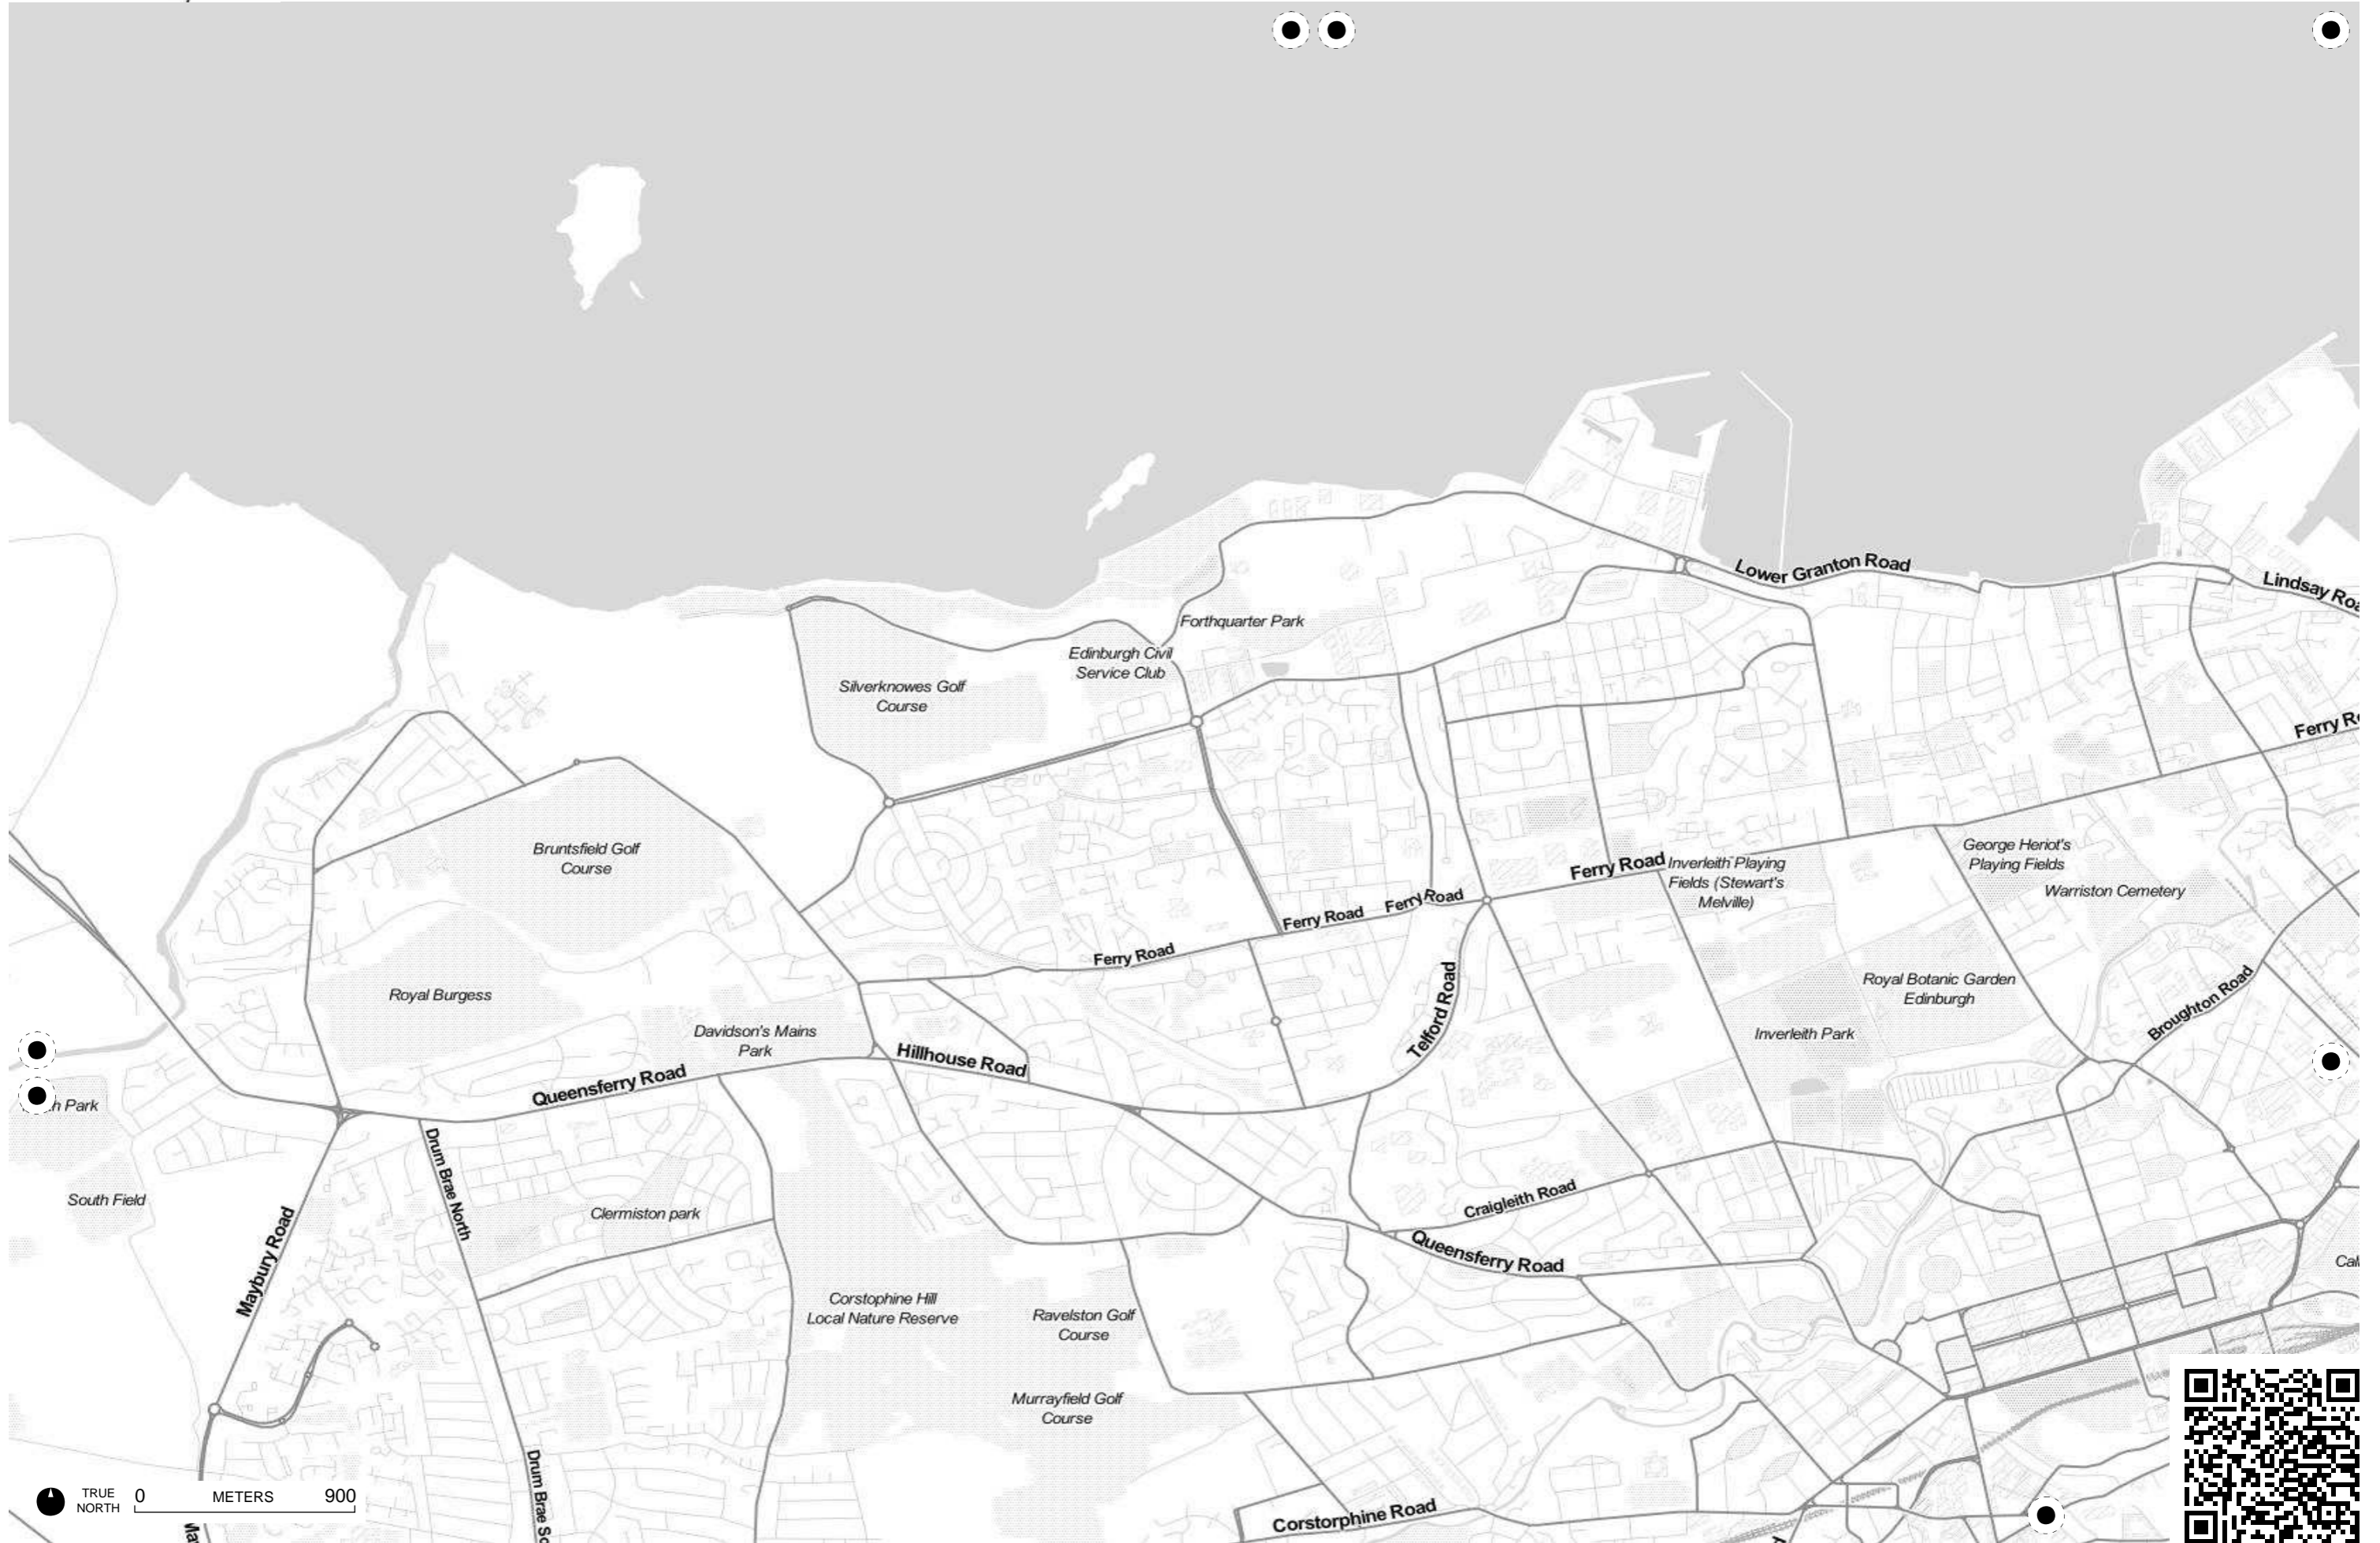 Lower Granton Road
Lindsay
Forthquarter Park
Edinburgh Civil
Service Club
Silverknowes Golf
Course
Ferry
Bruntsfield Golf
Course
George Heriot's
Playing Fields
Ferry Road
Inverleith Playing
Fields (Stewart's
Melville)
Warriston Cemetery
Ferry Road
Ferry Road
Ferry Road
Royal Burgess
Royal Botanic Garden
Edinburgh
Telford Road
Broughton Road
Davidson's Mains
Park
Inverleith Park
Hillhouse Road
Queensferry Road
Park
Drum Brae North
South Field
Clermiston park
Craigleith Road
Maybury Road
Queensferry Road
Corstophine Hill
Local Nature Reserve
Ravelston Golf
Course
Murrayfield Golf
Course
Drum Brae
TRUE
NORTH
0 METERS 900
Corstorphine Road